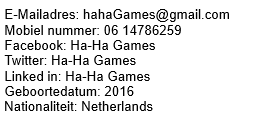 E-Mailadres: hahaGames@gmail.com
Mobiel nummer: 06 14786259
Facebook: Ha-Ha Games
Twitter: Ha-Ha Games
Linked in: Ha-Ha Games
Geboortedatum: 2016
Nationaliteit: Netherlands